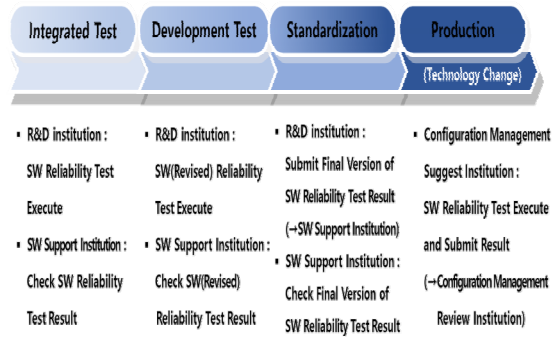 Integrated Test
Development Test
Standardization
Production
(Technology Change)
▪ R&D institution :
SW Reliability Test
Execute
▪ SW Support Institution :
Check SW Reliability
Test Result
▪ R&D institution :
SW(Revised) Reliability
Test Execute
▪ SW Support Institution :
Check SW(Revised)
Reliability Test Result
▪ R&D institution :
Submit Final Version of
SW Reliability Test Result
(→SW Support Institution)
▪ SW Support Institution :
Check Final Version of
SW Reliability Test Result
▪ Configuration Management
Suggest Institution :
SW Reliability Test Execute
and Submit Result
(→Configuration Management
Review Institution)